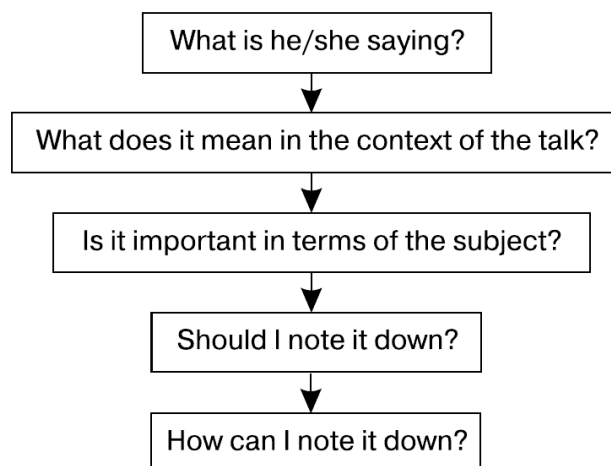 What is he/she saying?
What does it mean in the context of the talk?
Is it important in terms of the subject?
Should I note it down?
How can I note it down?